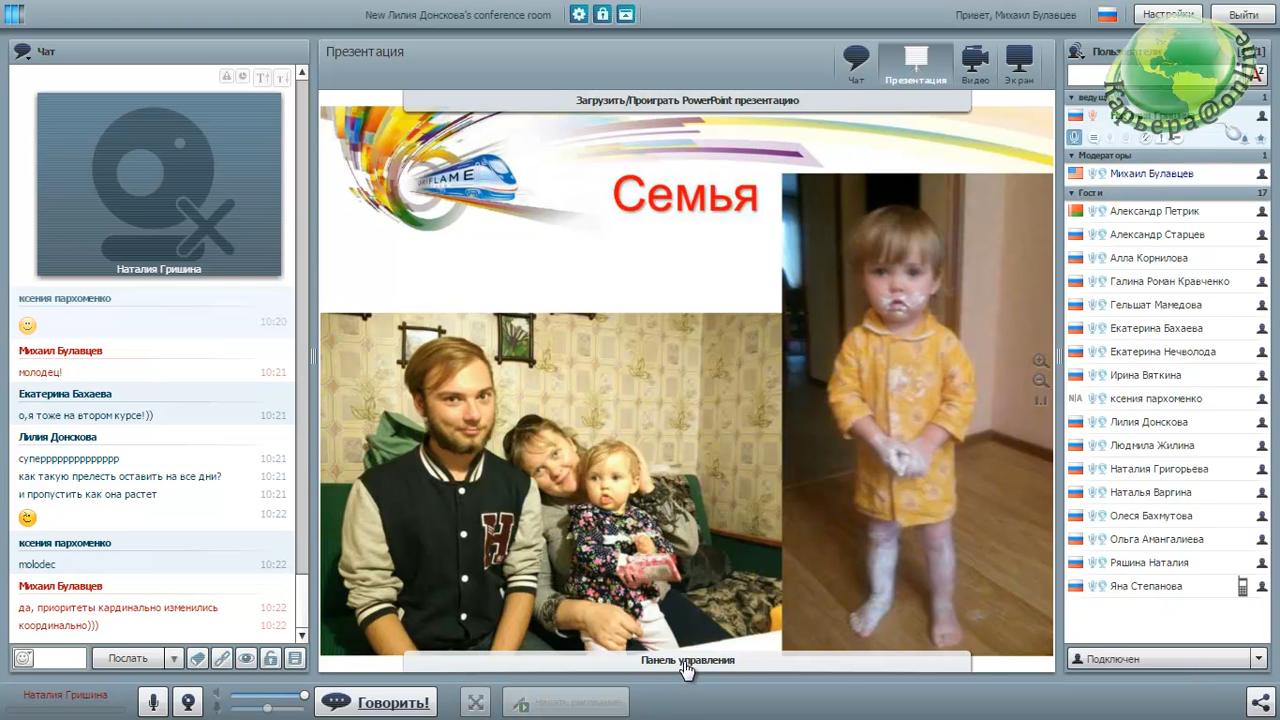 New Лилия Донскова's conference room
Привет, Михаил Булавцев
Настройки
Выйти
Чат
Наталия Гришина
ксения пархоменко
10:20
Михаил Булавцев
молодец!
10:21
Екатерина Бахаева
о,я тоже на втором курсе!))
10:21
Лилия Донскова
суперррррррррррррр
10:21
как такую прелесть оставить на все дни?
10:21
и пропустить как она растет
10:21
10:22
ксения пархоменко
molodec
10:22
Михаил Булавцев
да, приоритеты кардинально изменились
10:22
координально)))
10:22
Послать
Презентация
Чат
Презентация
Видео
Экран
Загрузить/Проиграть PowerPoint презентацию
ORIFLAME
Семья
H
1:1
Панель управления
Карьера@online
Модераторы
1
Михаил Булавцев
Гости
17
Александр Петрик
Александр Старцев
Алла Корнилова
Галина Роман Кравченко
Гельшат Мамедова
Екатерина Бахаева
Екатерина Нечволода
Ирина Вяткина
N|A
ксения пархоменко
Лилия Донскова
Людмила Жилина
Наталия Григорьева
Наталья Варгина
Олеся Бахмутова
Ольга Амангалиева
Ряшина Наталия
Яна Степанова
Подключен
Наталия Гришина
Говорить!